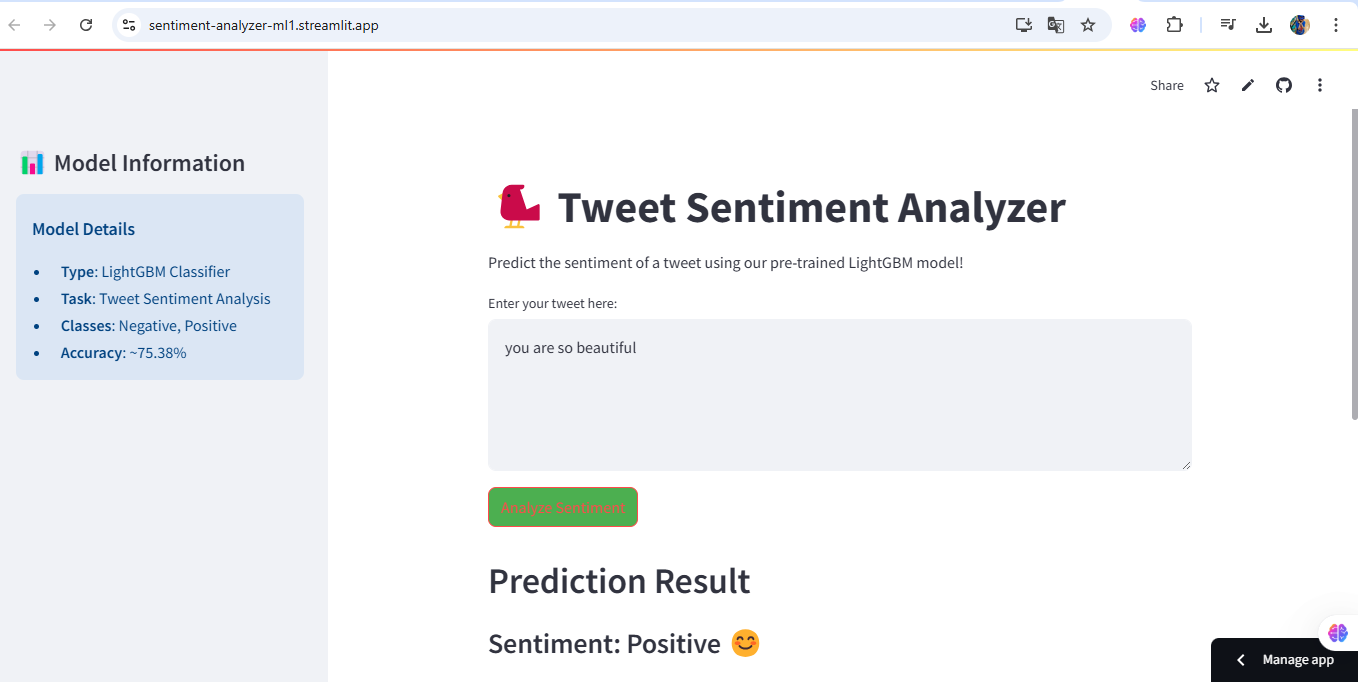 sentiment-analyzer-ml1.streamlit.app
Share
Model Information
Model Details
Type: LightGBM Classifier
Task: Tweet Sentiment Analysis
Classes: Negative, Positive
Accuracy: ~75.38%
Tweet Sentiment Analyzer
Predict the sentiment of a tweet using our pre-trained LightGBM model!
Enter your tweet here:
you are so beautiful
Analyze Sentiment
Prediction Result
Sentiment: Positive 😊
Manage app